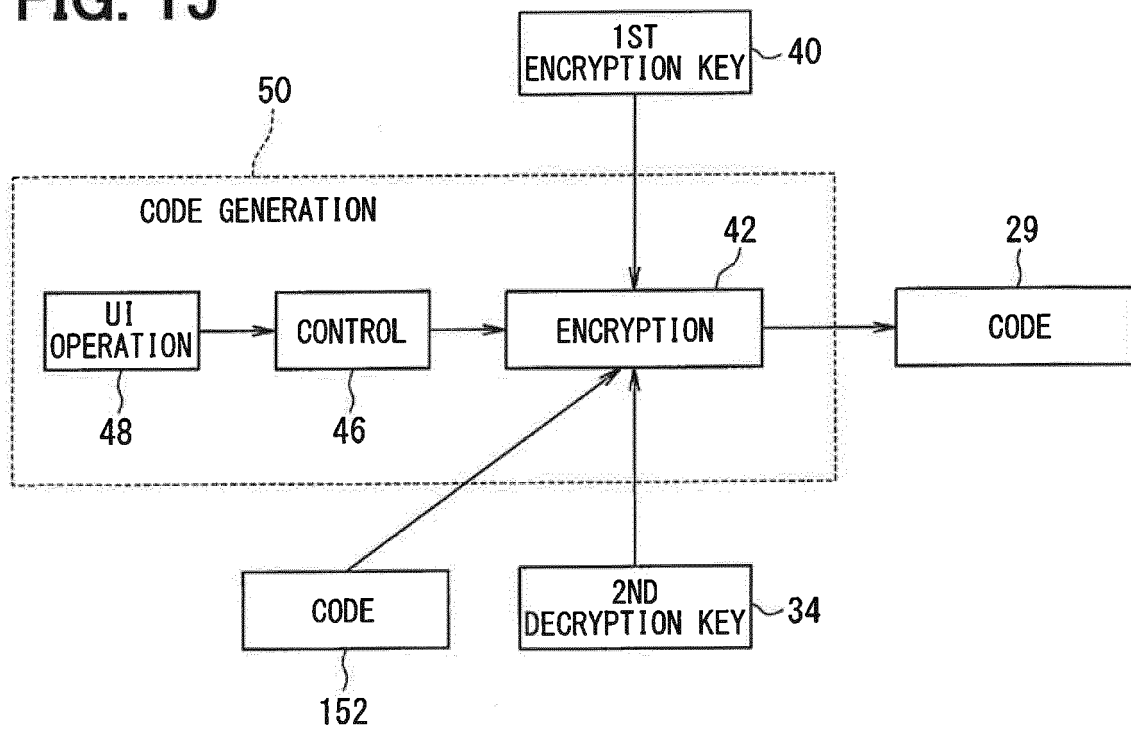 FIG.
1ST
ENCRYPTION KEY
40
50
CODE GENERATION
42
29
UI
OPERATION
CONTROL
ENCRYPTION
CODE
48
46
CODE
2ND
DECRYPTION KEY
34
152